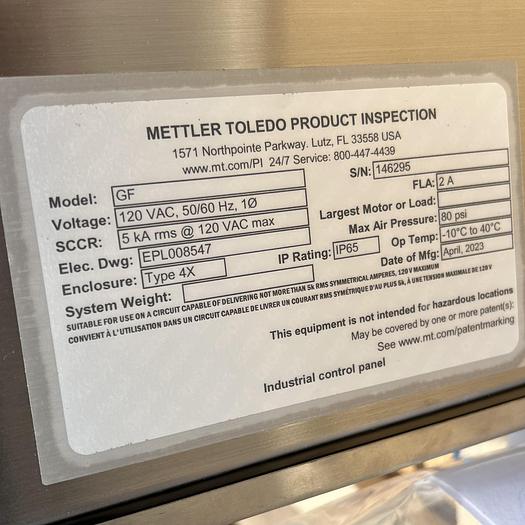 METTLER TOLEDO PRODUCT INSPECTION
1571 Northpointe Parkway. Lutz, FL 33558 USA
www.mt.com/PI 24/7 Service: 800-447-4439
Model: GF
S/N: 146295
Voltage: 120 VAC, 50/60 Hz, 1Ø
FLA: 2 A
SCCR: 5 kA rms @ 120 VAC max
Largest Motor or Load:
Elec. Dwg: EPL008547
Max Air Pressure: 80 psi
Enclosure: Type 4X
IP Rating: IP65
Op Temp: -10°C to 40°C
System Weight:
Date of Mfg: April, 2023
SUITABLE FOR USE ON A CIRCUIT CAPABLE OF DELIVERING NOT MORE THAN 5k RMS SYMMETRICAL AMPERES, 120 V MAXIMUM
CONVIENT À L'UTILISATION DANS UN CIRCUIT CAPABLE DE LIVRER UN COURANT RMS SYMÉTRIQUE D'AU PLUS 5k, À UNE TENSION MAXIMALE DE 120 V
This equipment is not intended for hazardous locations
May be covered by one or more patent(s):
See www.mt.com/patentmarking
Industrial control panel